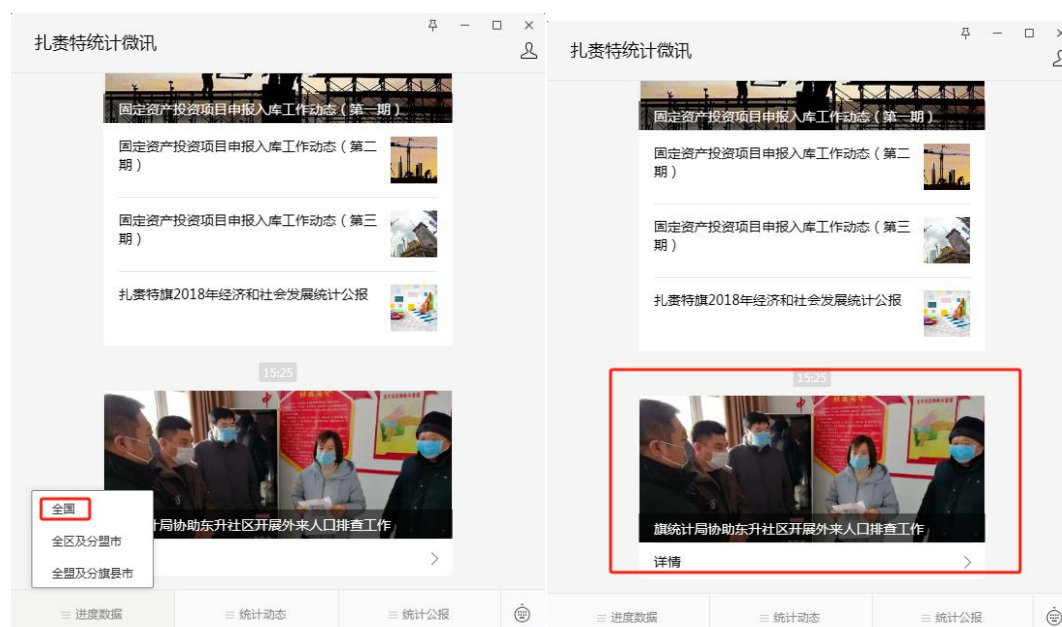 扎赉特统计微讯
固定资产投资项目申报入库工作动态（第一期）
固定资产投资项目申报入库工作动态（第二
期）
固定资产投资项目申报入库工作动态（第三
期）
扎赉特旗2018年经济和社会发展统计公报
15:25
计局协助东升社区开展外来人口排查工作
全国
全区及分盟市
全盟及分旗县市
进度数据
统计动态
统计公报
扎赉特统计微讯
固定资产投资项目申报入库工作动态（第一期）
固定资产投资项目申报入库工作动态（第二
期）
固定资产投资项目申报入库工作动态（第三
期）
扎赉特旗2018年经济和社会发展统计公报
15:25
旗统计局协助东升社区开展外来人口排查工作
详情
进度数据
统计动态
统计公报